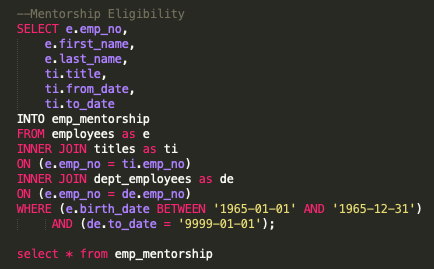 --Mentorship Eligibility
SELECT e.emp_no,
    e.first_name,
    e.last_name,
    ti.title,
    ti.from_date,
    ti.to_date
INTO emp_mentorship
FROM employees as e
INNER JOIN titles as ti
ON (e.emp_no = ti.emp_no)
INNER JOIN dept_employees as de
ON (e.emp_no = de.emp_no)
WHERE (e.birth_date BETWEEN '1965-01-01' AND '1965-12-31')
     AND (de.to_date = '9999-01-01');

select * from emp_mentorship